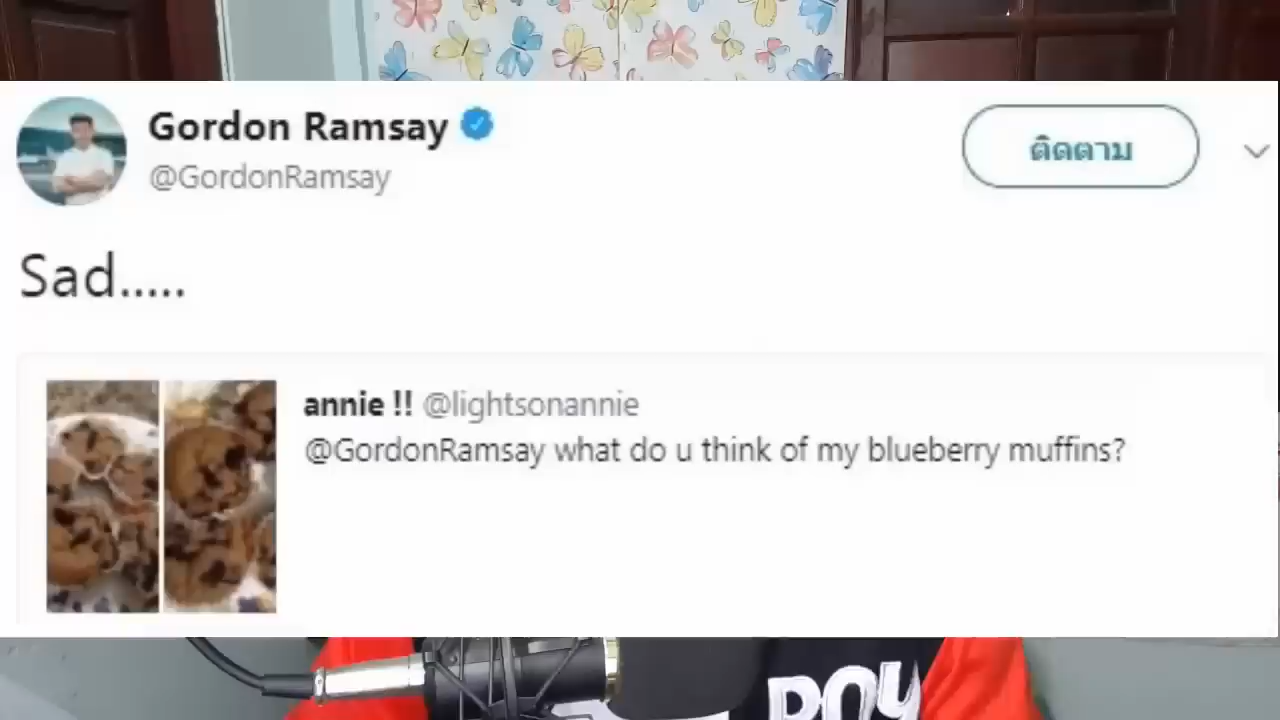 Gordon Ramsay
@GordonRamsay
ติดตาม
Sad.....
annie !! @lightsonannie
@GordonRamsay what do u think of my blueberry muffins?